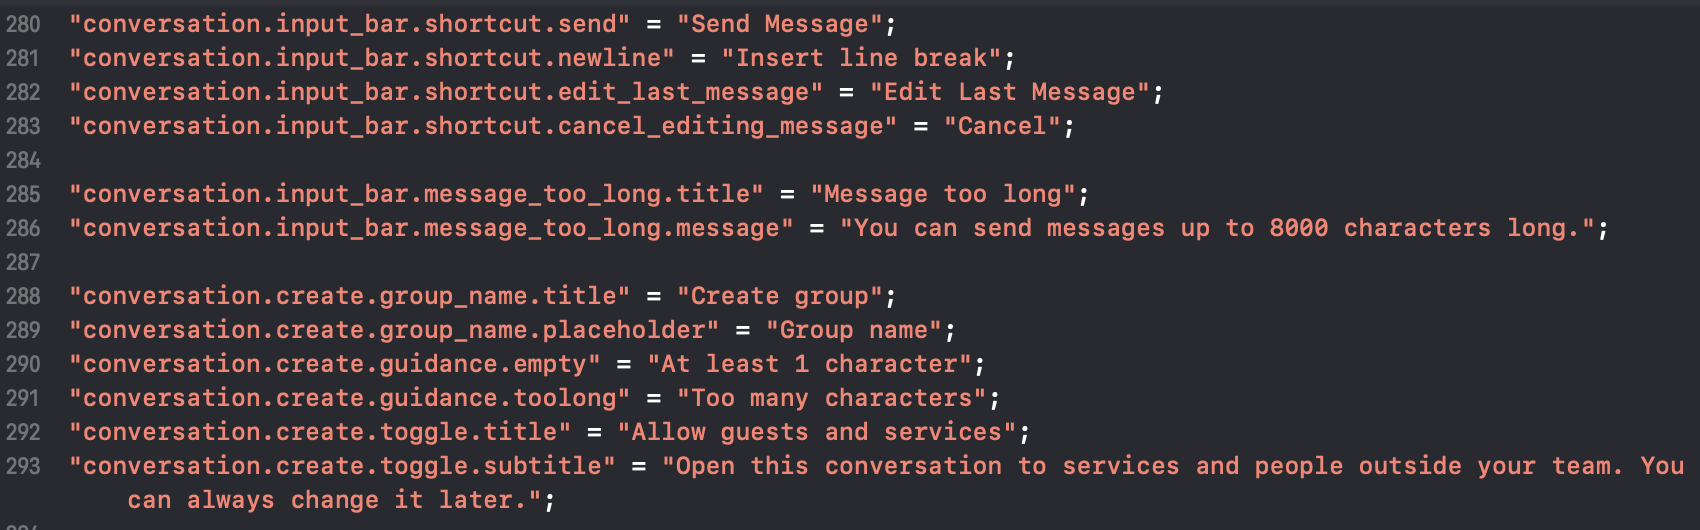 280 "conversation.input_bar.shortcut.send" = "Send Message";
281 "conversation.input_bar.shortcut.newline" = "Insert line break";
282 "conversation.input_bar.shortcut.edit_last_message" = "Edit Last Message";
283 "conversation.input_bar.shortcut.cancel_editing_message" = "Cancel";
284
285 "conversation.input_bar.message_too_long.title" = "Message too long";
286 "conversation.input_bar.message_too_long.message" = "You can send messages up to 8000 characters long.";
287
288 "conversation.create.group_name.title" = "Create group";
289 "conversation.create.group_name.placeholder" = "Group name";
290 "conversation.create.guidance.empty" = "At least 1 character";
291 "conversation.create.guidance.toolong" = "Too many characters";
292 "conversation.create.toggle.title" = "Allow guests and services";
293 "conversation.create.toggle.subtitle" = "Open this conversation to services and people outside your team. You
can always change it later.";